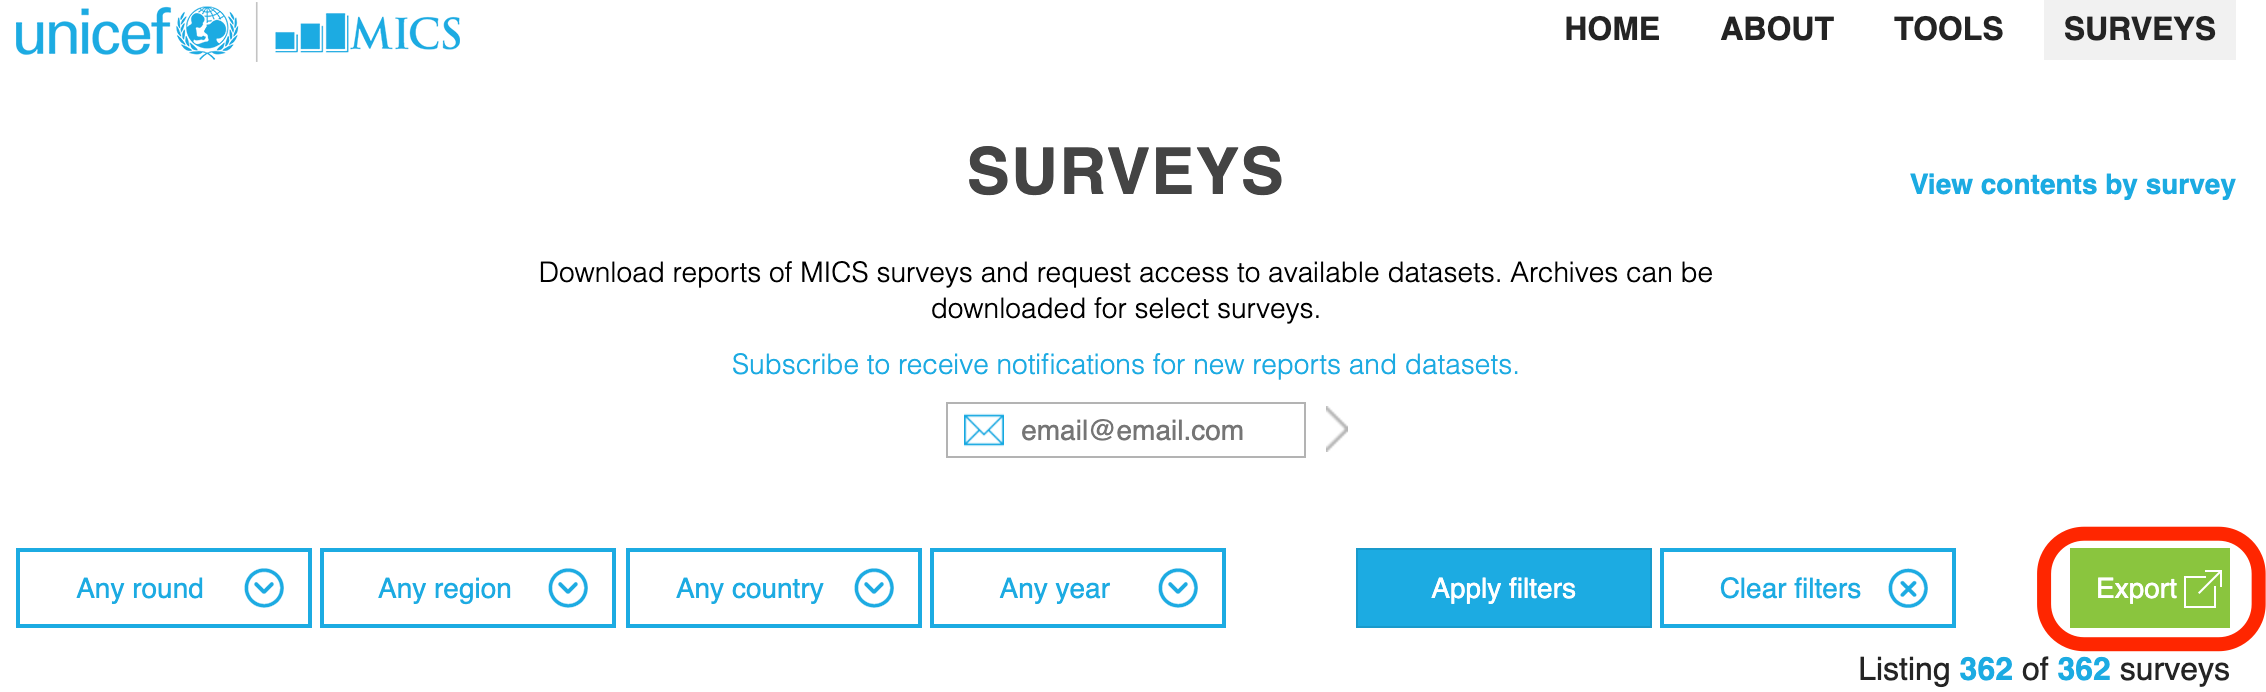 unicef MICS
HOME ABOUT TOOLS SURVEYS
SURVEYS
View contents by survey
Download reports of MICS surveys and request access to available datasets. Archives can be
downloaded for select surveys.
Subscribe to receive notifications for new reports and datasets.
email@email.com
Any round Any region Any country Any year Apply filters Clear filters Export
Listing 362 of 362 surveys